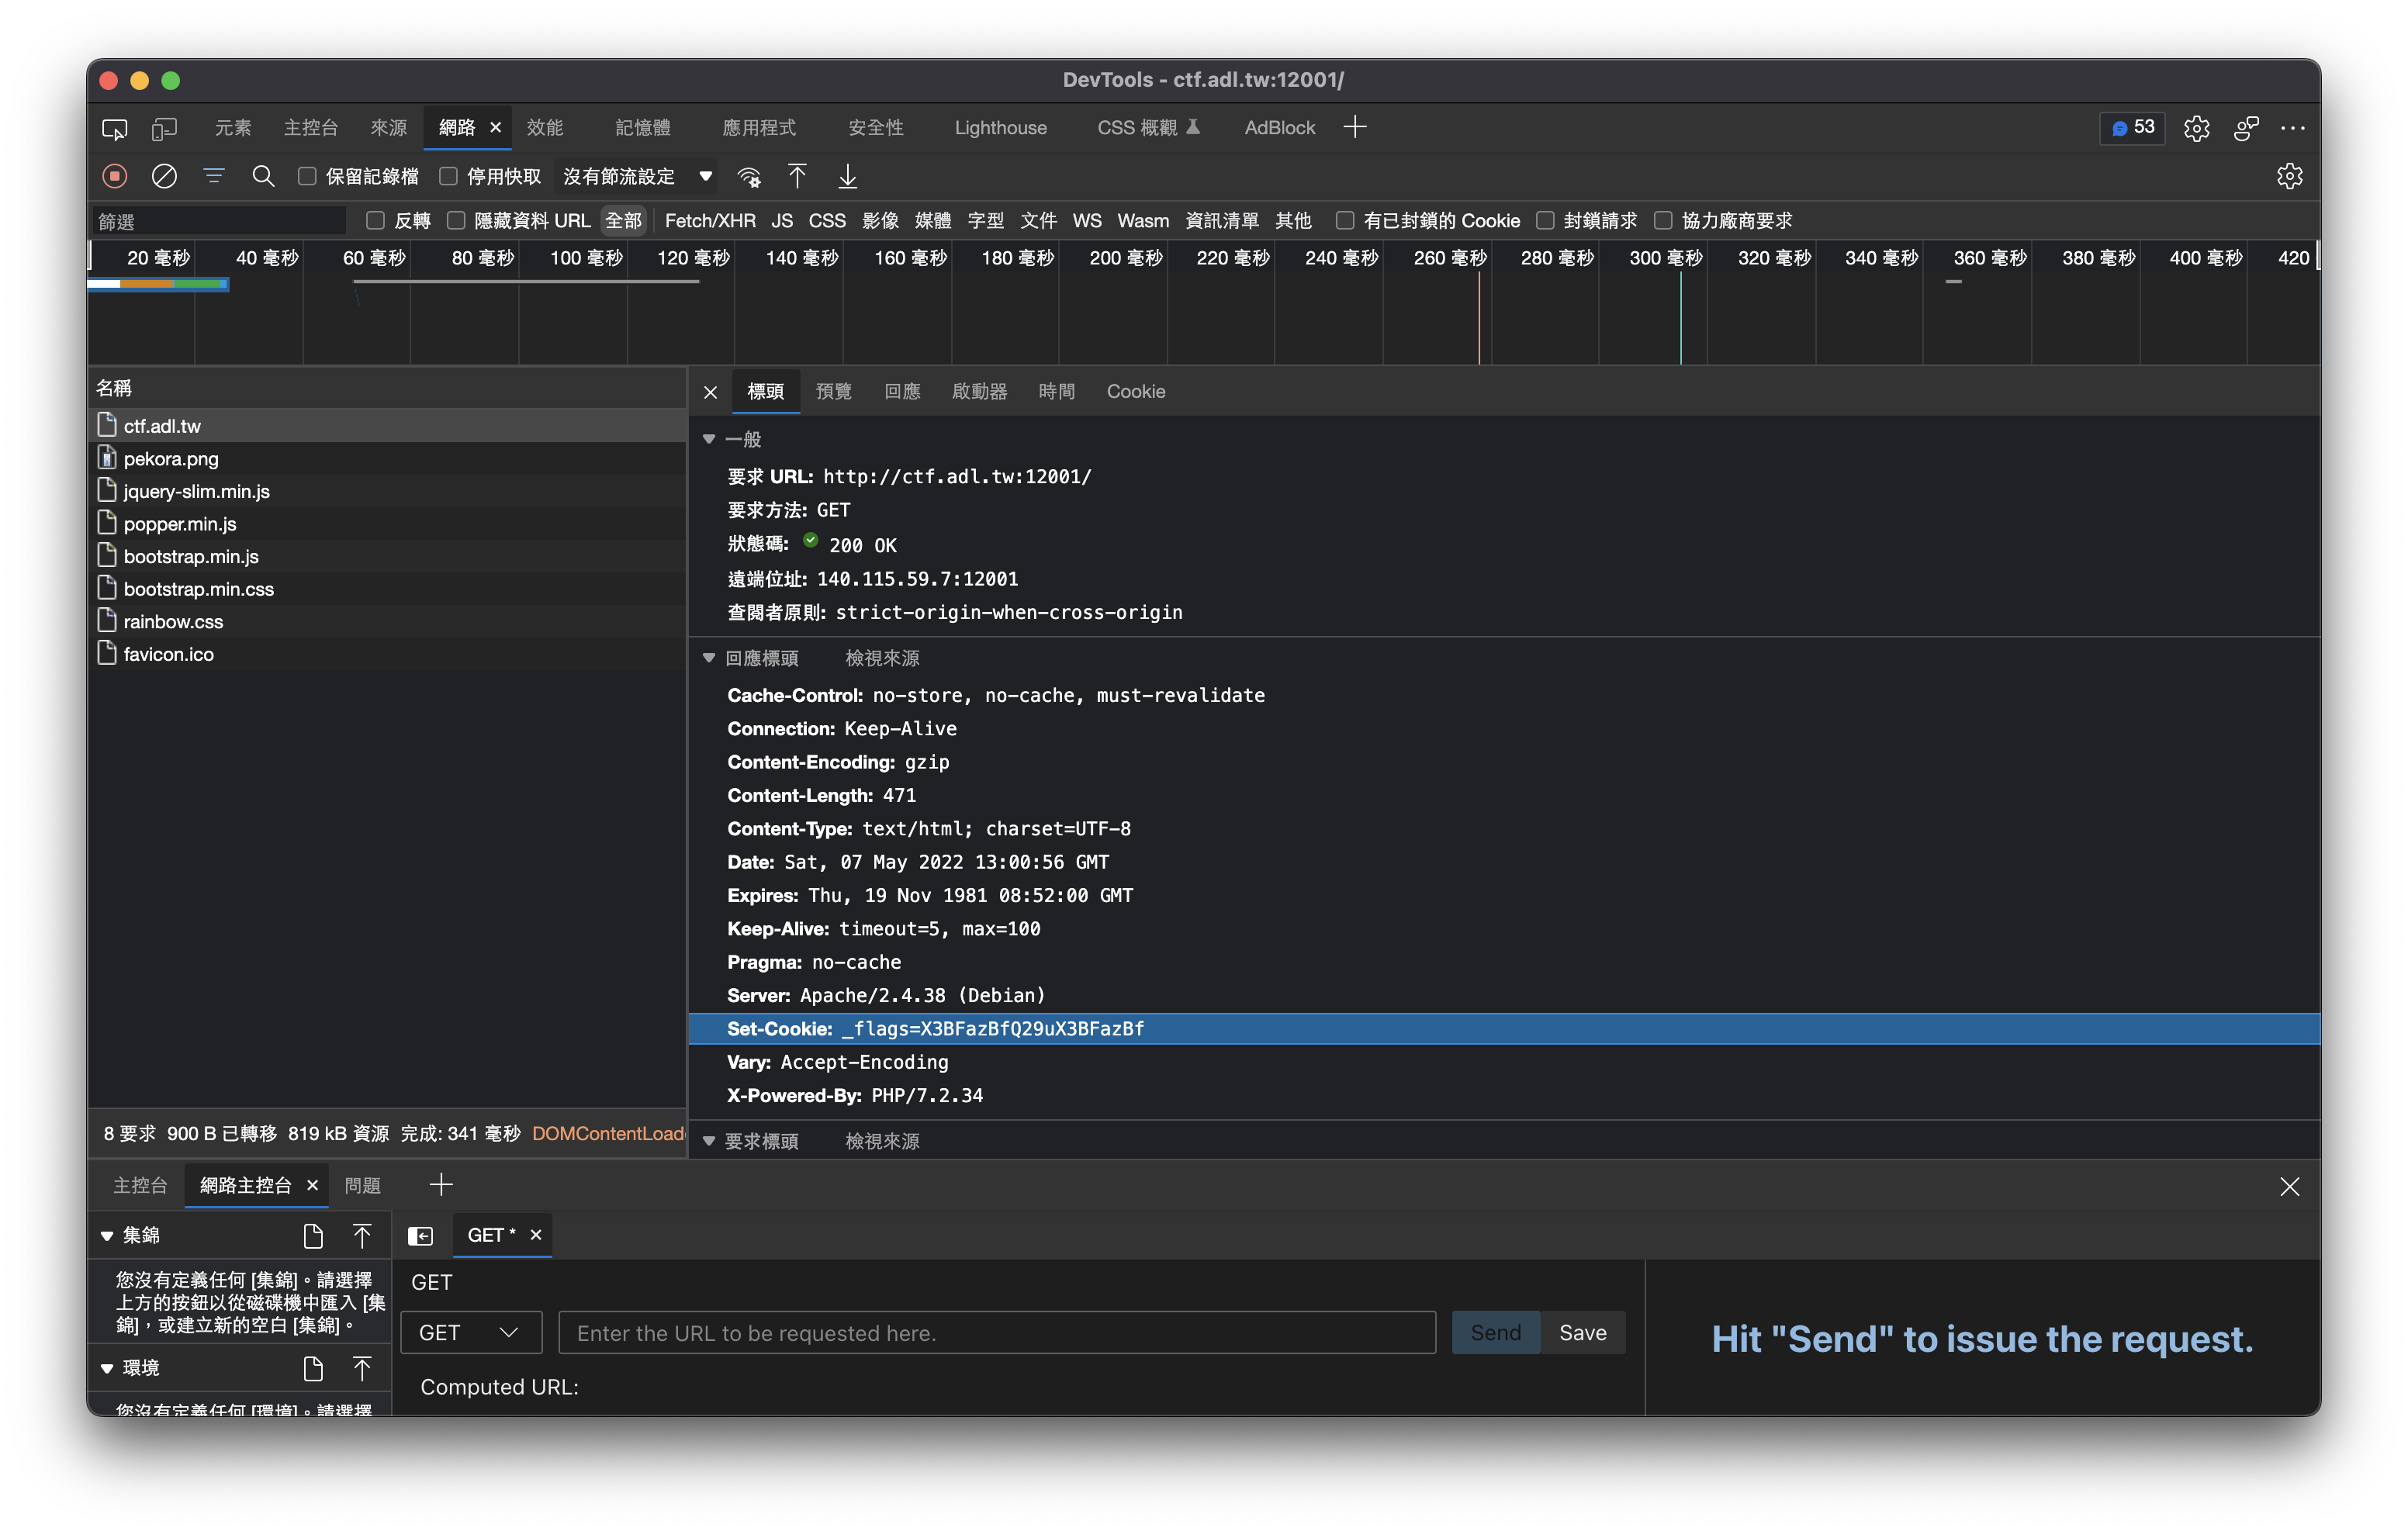 DevTools - ctf.adl.tw:12001/
元素 主控台 來源 網路 效能 記憶體 應用程式 安全性 Lighthouse CSS 概觀 AdBlock 53
保留記錄檔 停用快取 沒有節流設定
篩選 反轉 隱藏資料 URL 全部 Fetch/XHR JS CSS 影像 媒體 字型 文件 WS Wasm 資訊清單 其他 有已封鎖的 Cookie 封鎖請求 協力廠商要求
20 毫秒 40 毫秒 60 毫秒 80 毫秒 100 毫秒 120 毫秒 140 毫秒 160 毫秒 180 毫秒 200 毫秒 220 毫秒 240 毫秒 260 毫秒 280 毫秒 300 毫秒 320 毫秒 340 毫秒 360 毫秒 380 毫秒 400 毫秒 420
名稱
ctf.adl.tw
pekora.png
jquery-slim.min.js
popper.min.js
bootstrap.min.js
bootstrap.min.css
rainbow.css
favicon.ico
8 要求 900 B 已轉移 819 kB 資源 完成: 341 毫秒 DOMContentLoad
標頭 預覽 回應 啟動器 時間 Cookie
一般
要求 URL: http://ctf.adl.tw:12001/
要求方法: GET
狀態碼: 200 OK
遠端位址: 140.115.59.7:12001
查閱者原則: strict-origin-when-cross-origin
回應標頭 檢視來源
Cache-Control: no-store, no-cache, must-revalidate
Connection: Keep-Alive
Content-Encoding: gzip
Content-Length: 471
Content-Type: text/html; charset=UTF-8
Date: Sat, 07 May 2022 13:00:56 GMT
Expires: Thu, 19 Nov 1981 08:52:00 GMT
Keep-Alive: timeout=5, max=100
Pragma: no-cache
Server: Apache/2.4.38 (Debian)
Set-Cookie: _flags=X3BFazBfQ29uX3BFazBf
Vary: Accept-Encoding
X-Powered-By: PHP/7.2.34
要求標頭 檢視來源
主控台 網路主控台 問題
集錦
您沒有定義任何 [集錦]。請選擇
上方的按鈕以從磁碟機中匯入 [集
錦]，或建立新的空白 [集錦]。
環境
您沒有定義任何 [環境]。請選擇
GET *
GET
GET Enter the URL to be requested here. Send Save
Computed URL:
Hit "Send" to issue the request.